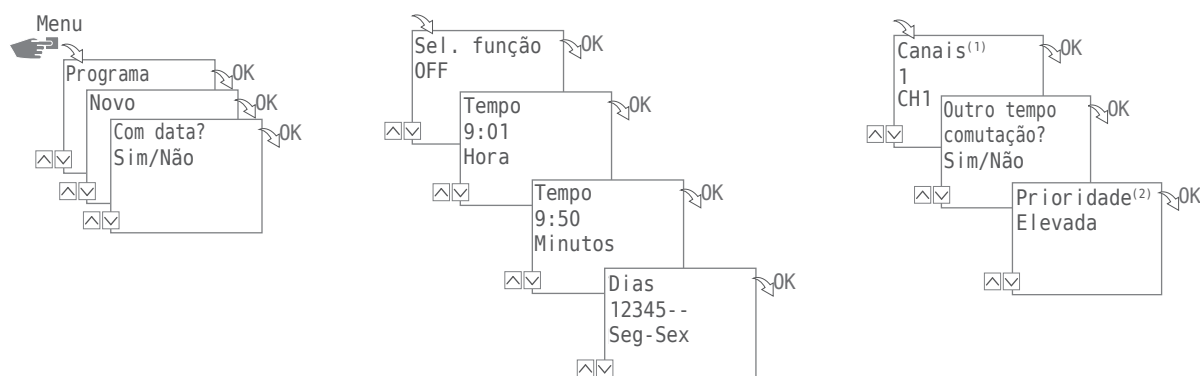 Menu
Programa
OK
Novo
OK
Com data?
Sim/Não
OK
Sel. função
OFF
OK
Tempo
9:01
Hora
OK
Tempo
9:50
Minutos
OK
Dias
12345--
Seg-Sex
OK
Canais(1)
1
CH1
OK
Outro tempo
comutação?
Sim/Não
OK
Prioridade(2)
Elevada
OK